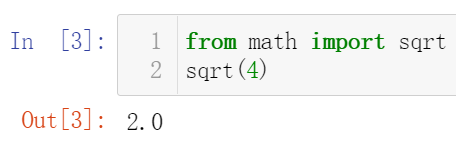 In [3]: 1 from math import sqrt
2 sqrt(4)
Out[3]: 2.0